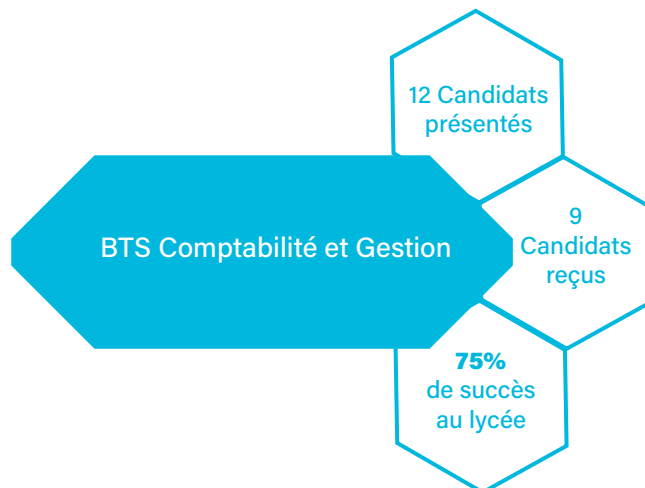 12 Candidats
présentés
BTS Comptabilité et Gestion
9
Candidats
reçus
75%
de succès
au lycée